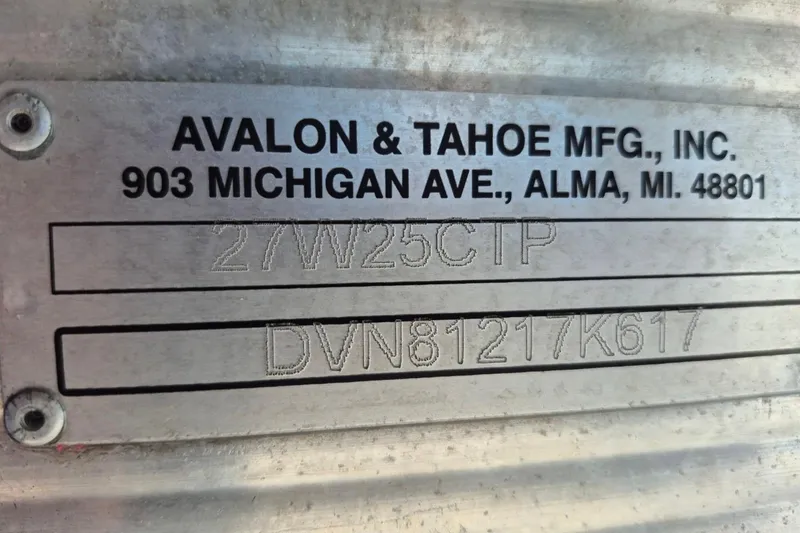 AVALON & TAHOE MFG., INC.
903 MICHIGAN AVE., ALMA, MI. 48801
27W25CTP
DVN81217K617